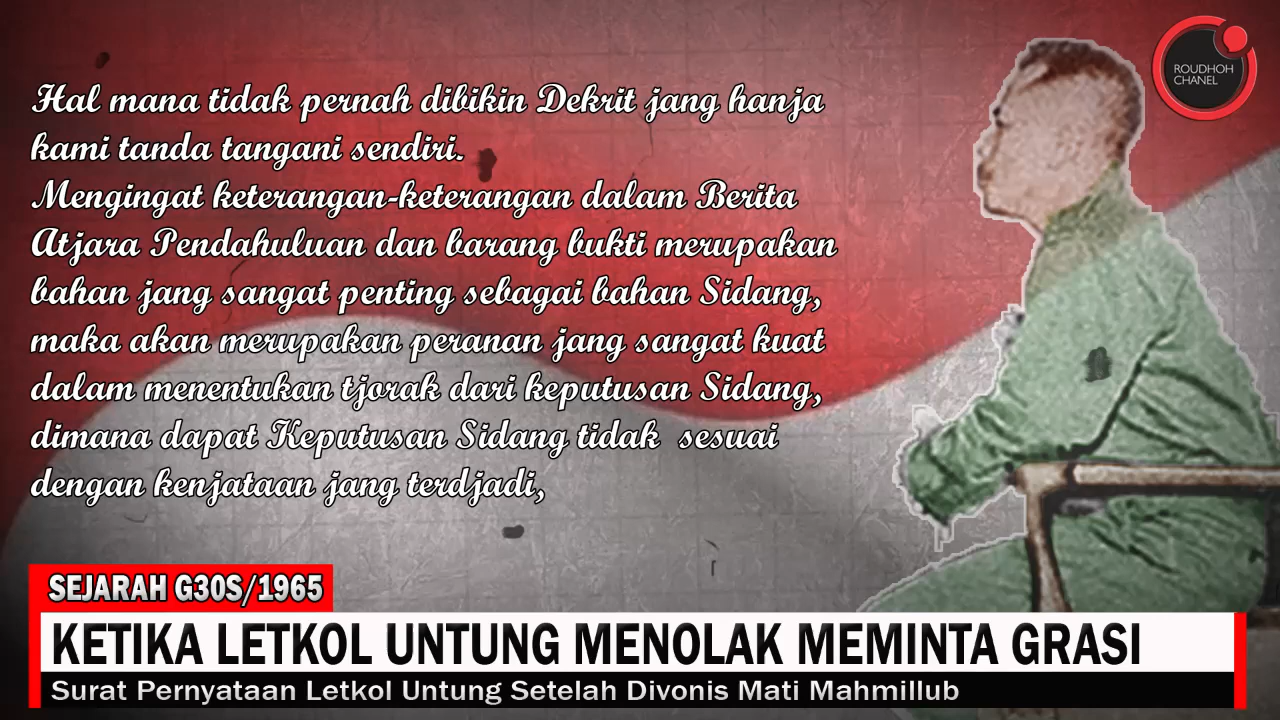 Hal mana tidak pernah dibikin Dekrit jang hanja
kami tanda tangani sendiri.
Mengingat keterangan-keterangan dalam Berita
Atjara Pendahuluan dan barang bukti merupakan
bahan jang sangat penting sebagai bahan Sidang,
maka akan merupakan peranan jang sangat kuat
dalam menentukan tjorak dari keputusan Sidang,
dimana dapat Keputusan Sidang tidak sesuai
dengan kenjataan jang terdjadi,
ROUDHOH
CHANEL
SEJARAH G30S/1965
KETIKA LETKOL UNTUNG MENOLAK MEMINTA GRASI
Surat Pernyataan Letkol Untung Setelah Divonis Mati Mahmillub